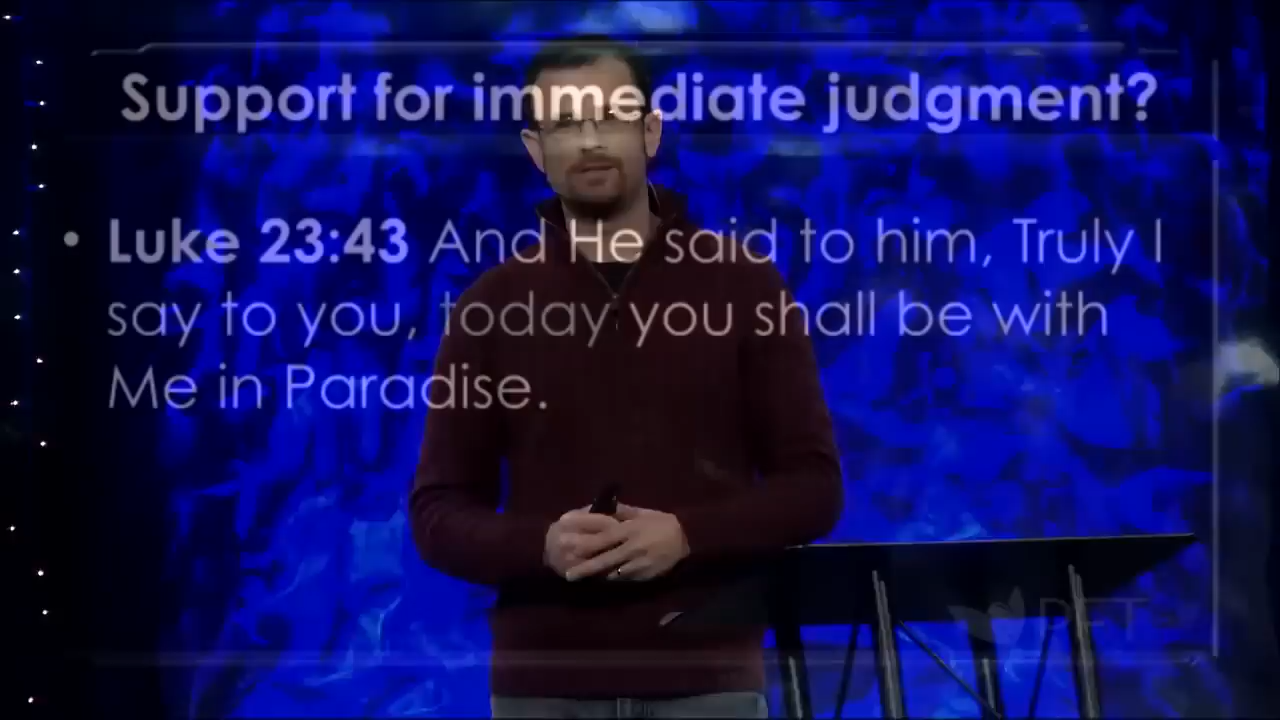 Support for immediate judgment?
• Luke 23:43 And He said to him, Truly I
say to you, today you shall be with
Me in Paradise.